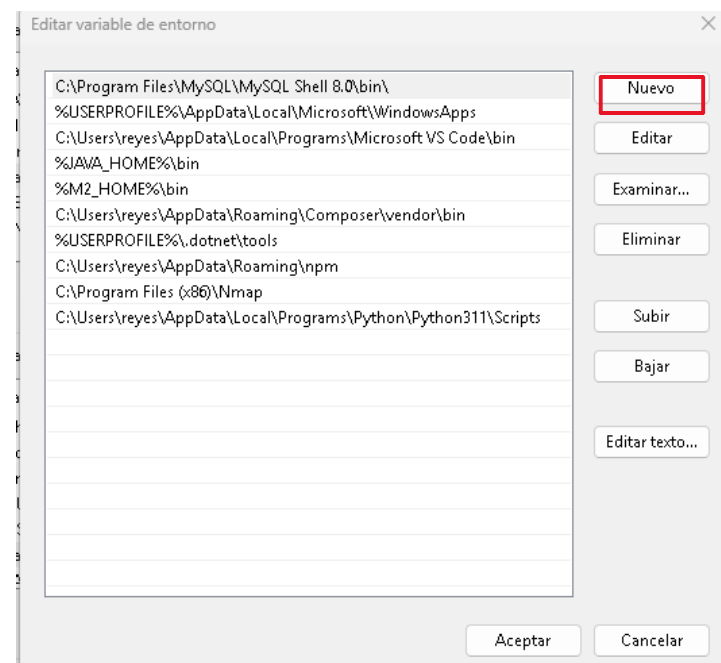 Editar variable de entorno
C:\Program Files\MySQL\MySQL Shell 8.0\bin\
%USERPROFILE%\AppData\Local\Microsoft\WindowsApps
C:\Users\reyes\AppData\Local\Programs\Microsoft VS Code\bin
%JAVA_HOME%\bin
%M2_HOME%\bin
C:\Users\reyes\AppData\Roaming\Composer\vendor\bin
%USERPROFILE%\.dotnet\tools
C:\Users\reyes\AppData\Roaming\npm
C:\Program Files (x86)\Nmap
C:\Users\reyes\AppData\Local\Programs\Python\Python311\Scripts
Nuevo
Editar
Examinar...
Eliminar
Subir
Bajar
Editar texto...
Aceptar
Cancelar